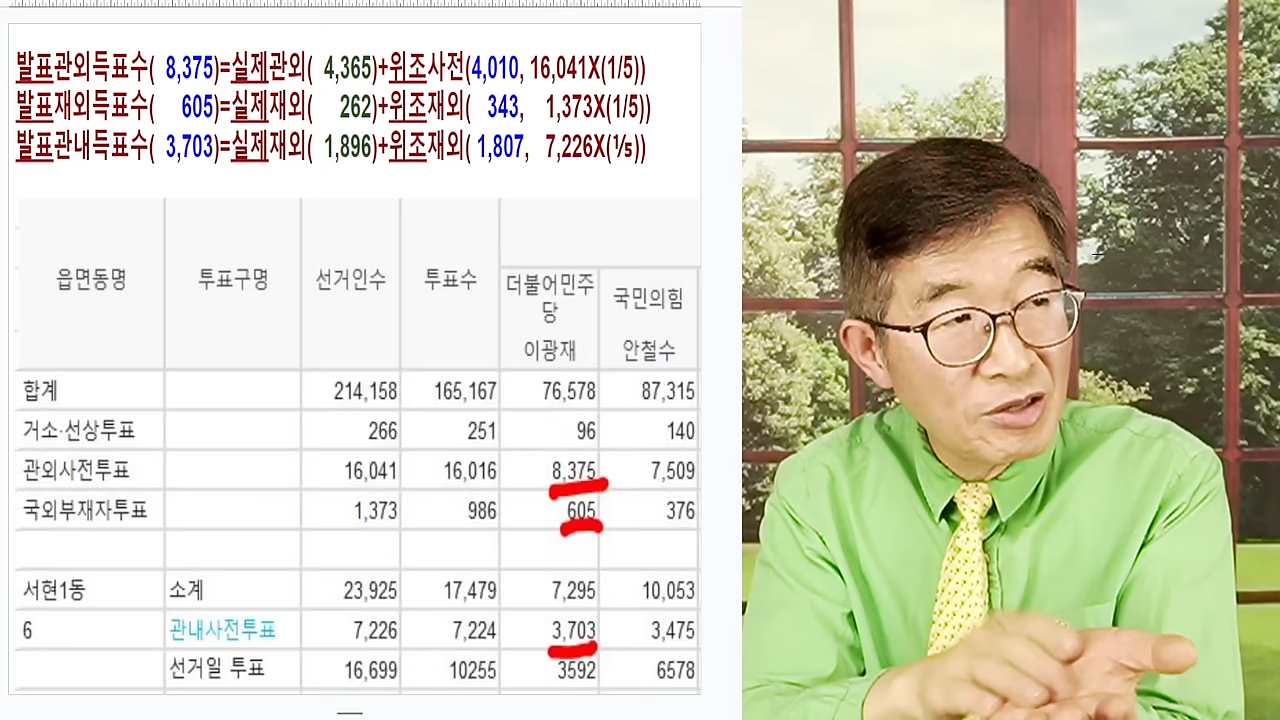 발표관외득표수( 8,375)=실제관외( 4,365)+위조사전(4,010, 16,041X(1/5))
발표재외득표수( 605)=실제재외( 262)+위조재외( 343, 1,373X(1/5))
발표관내득표수( 3,703)=실제재외( 1,896)+위조재외( 1,807, 7,226X(⅕))
읍면동명 투표구명 선거인수 투표수 더불어민주당 이광재 국민의힘 안철수
합계 214,158 165,167 76,578 87,315
거소·선상투표 266 251 96 140
관외사전투표 16,041 16,016 8,375 7,509
국외부재자투표 1,373 986 605 376
서현1동 소계 23,925 17,479 7,295 10,053
6 관내사전투표 7,226 7,224 3,703 3,475
선거일 투표 16,699 10255 3592 6578